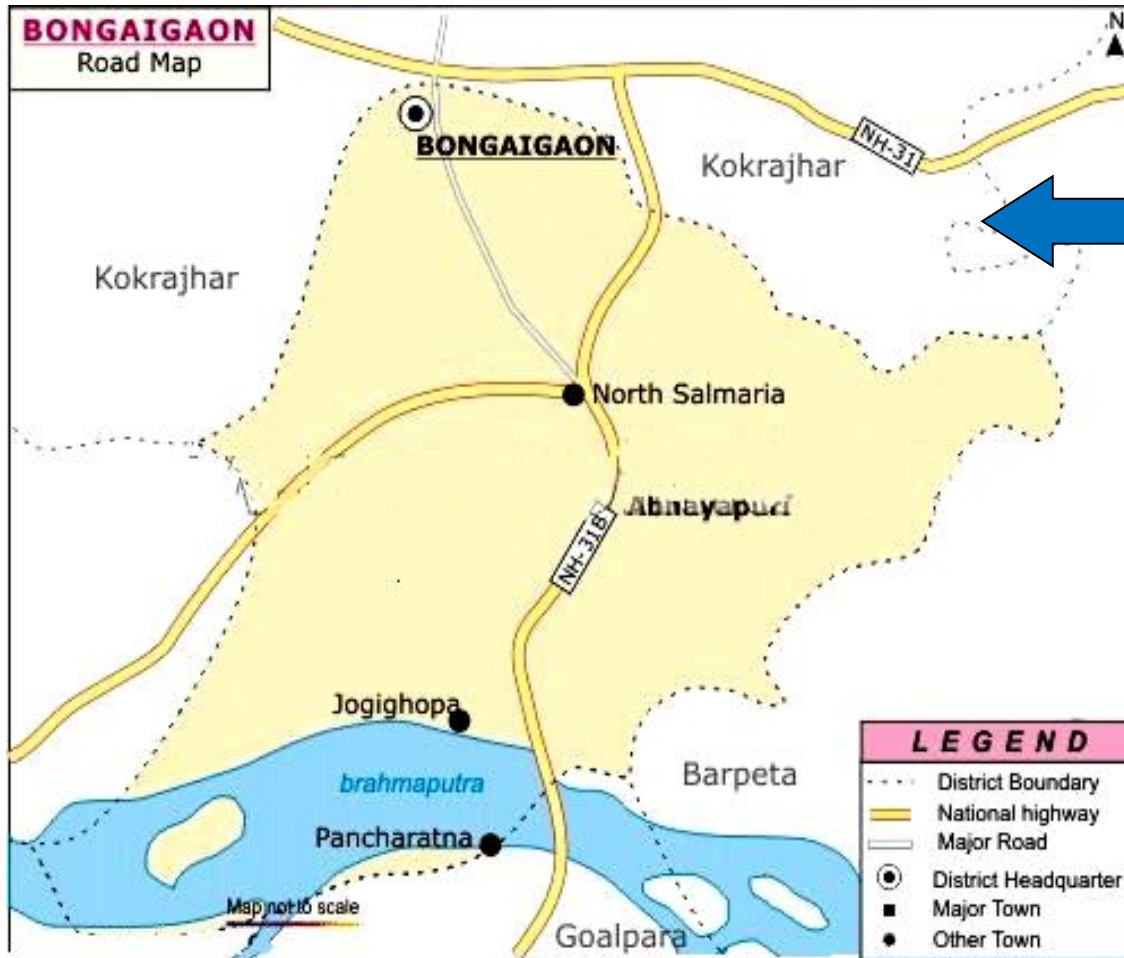 BONGAIGAON
Road Map
N
BONGAIGAON
NH-31
Kokrajhar
Kokrajhar
North Salmaria
NH-31B
Jogighopa
brahmaputra
Barpeta
Pancharatna
Map not to scale
Goalpara
LEGEND
District Boundary
National highway
Major Road
District Headquarter
Major Town
Other Town